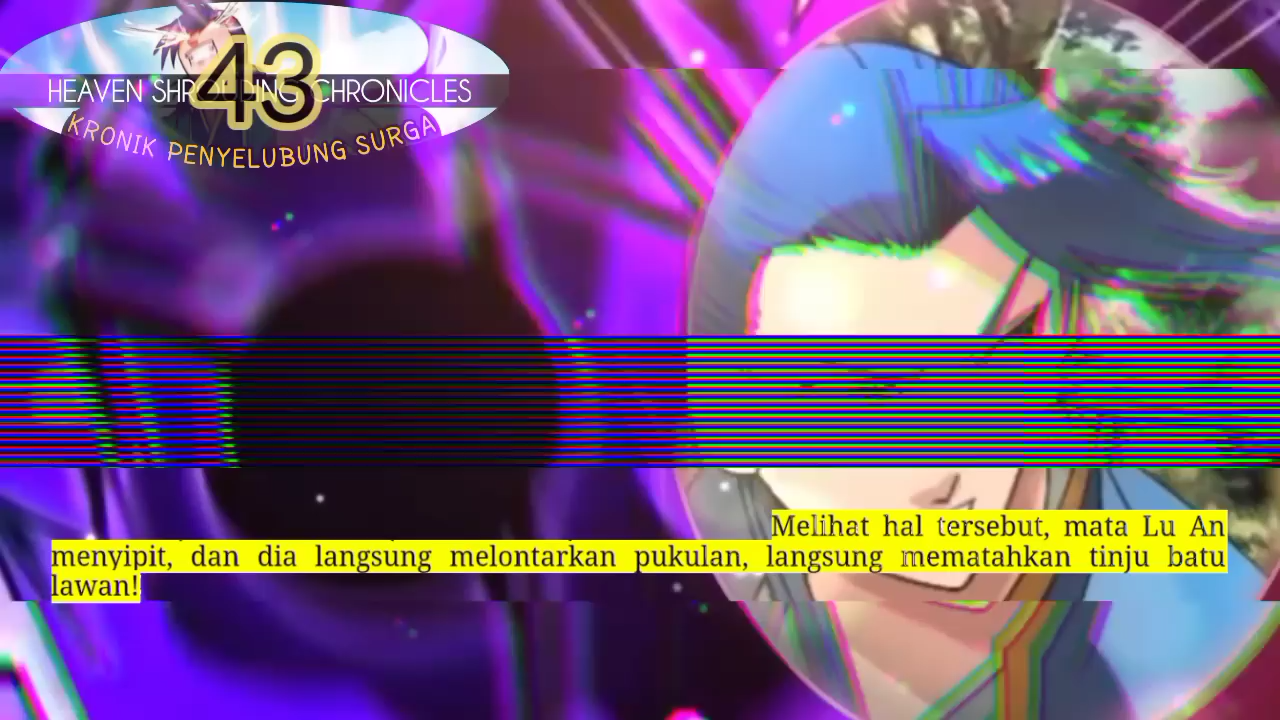 43
HEAVEN SHROUDING CHRONICLES
KRONIK PENYELUBUNG SURGA
Melihat hal tersebut, mata Lu An
menyipit, dan dia langsung melontarkan pukulan, langsung mematahkan tinju batu
lawan!